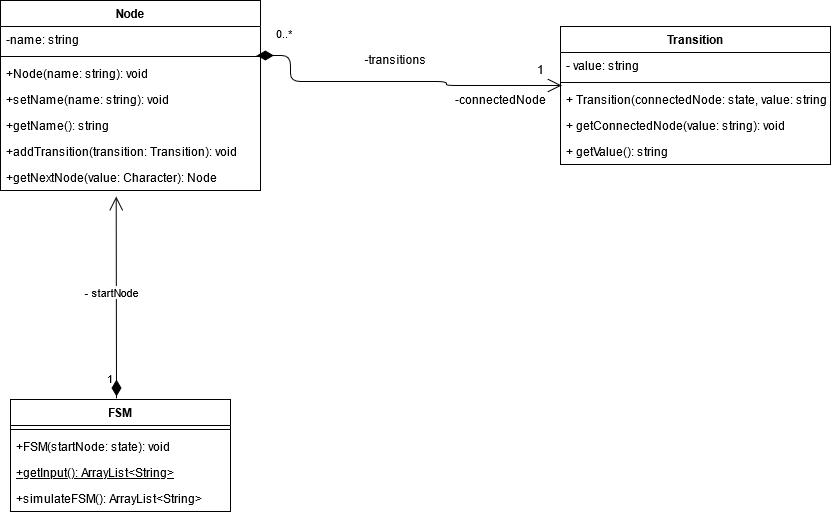 Node
-name: string
+Node(name: string): void
+setName(name: string): void
+getName(): string
+addTransition(transition: Transition): void
+getNextNode(value: Character): Node
0..*
-transitions
1
-connectedNode
Transition
- value: string
+ Transition(connectedNode: state, value: string
+ getConnectedNode(value: string): void
+ getValue(): string
- startNode
1
FSM
+FSM(startNode: state): void
+getInput(): ArrayList<String>
+simulateFSM(): ArrayList<String>